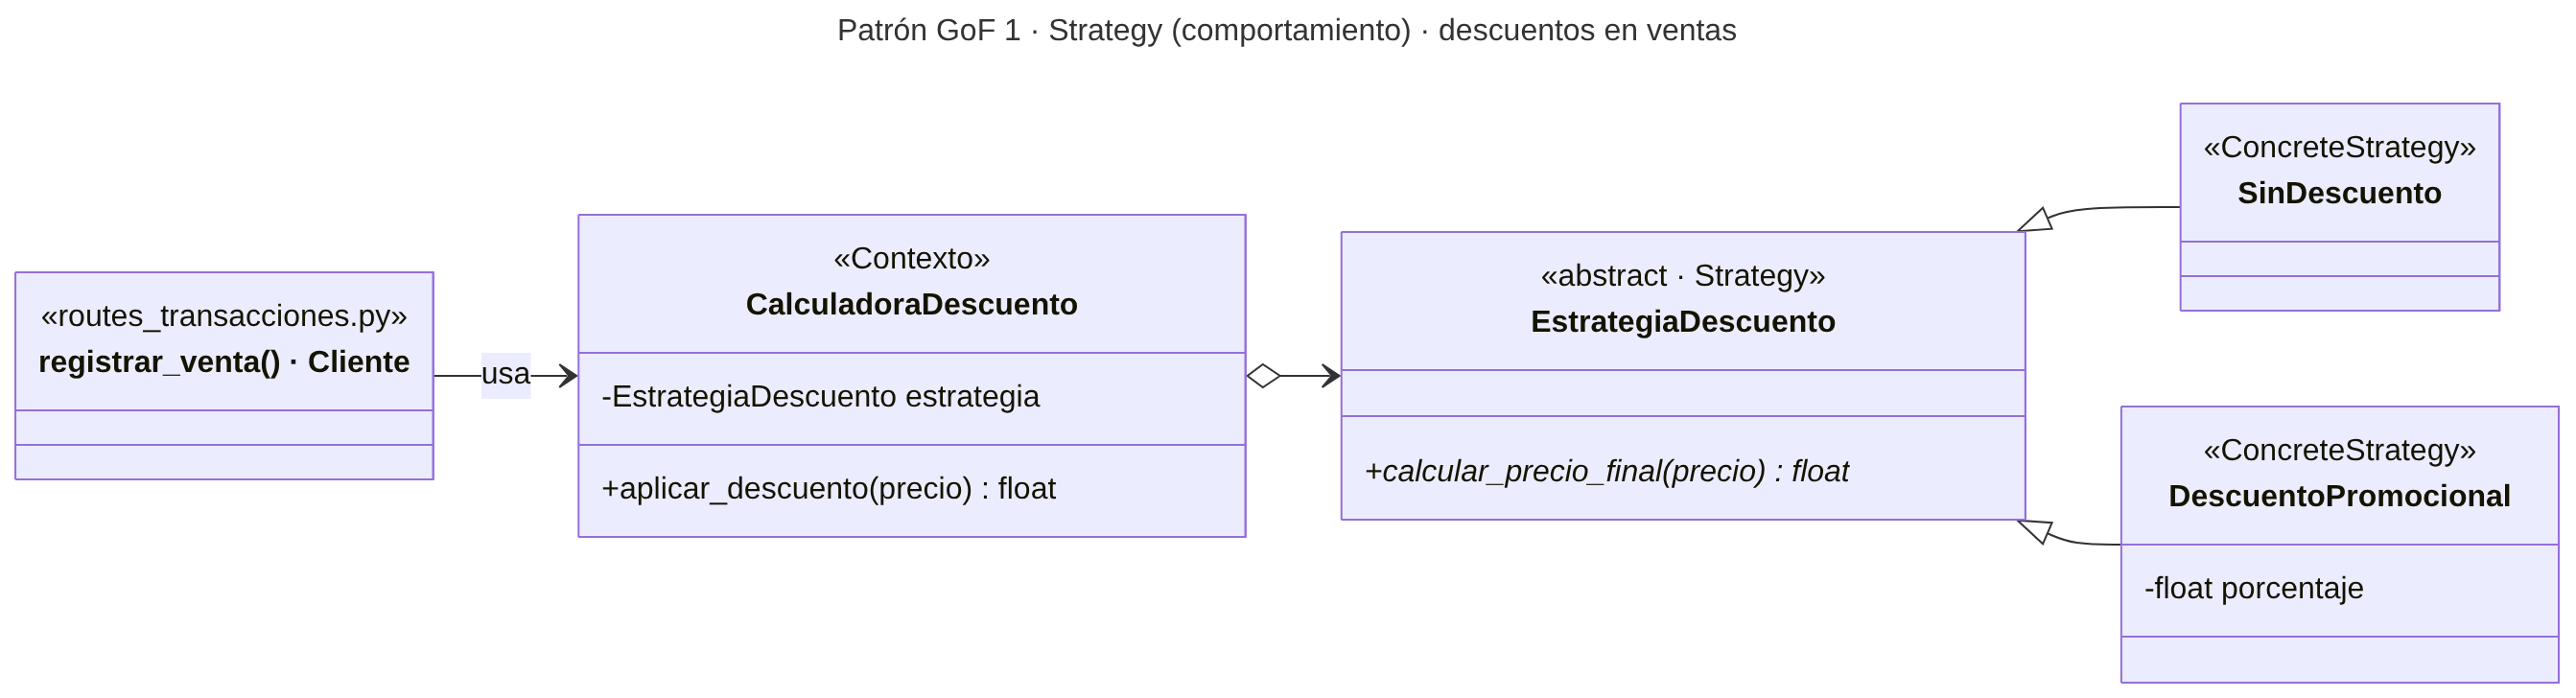 Patrón GoF 1 · Strategy (comportamiento) · descuentos en ventas
«routes_transacciones.py»
registrar_venta() · Cliente
usa
«Contexto»
CalculadoraDescuento
-EstrategiaDescuento estrategia
+aplicar_descuento(precio) : float
«abstract · Strategy»
EstrategiaDescuento
+calcular_precio_final(precio) : float
«ConcreteStrategy»
SinDescuento
«ConcreteStrategy»
DescuentoPromocional
-float porcentaje